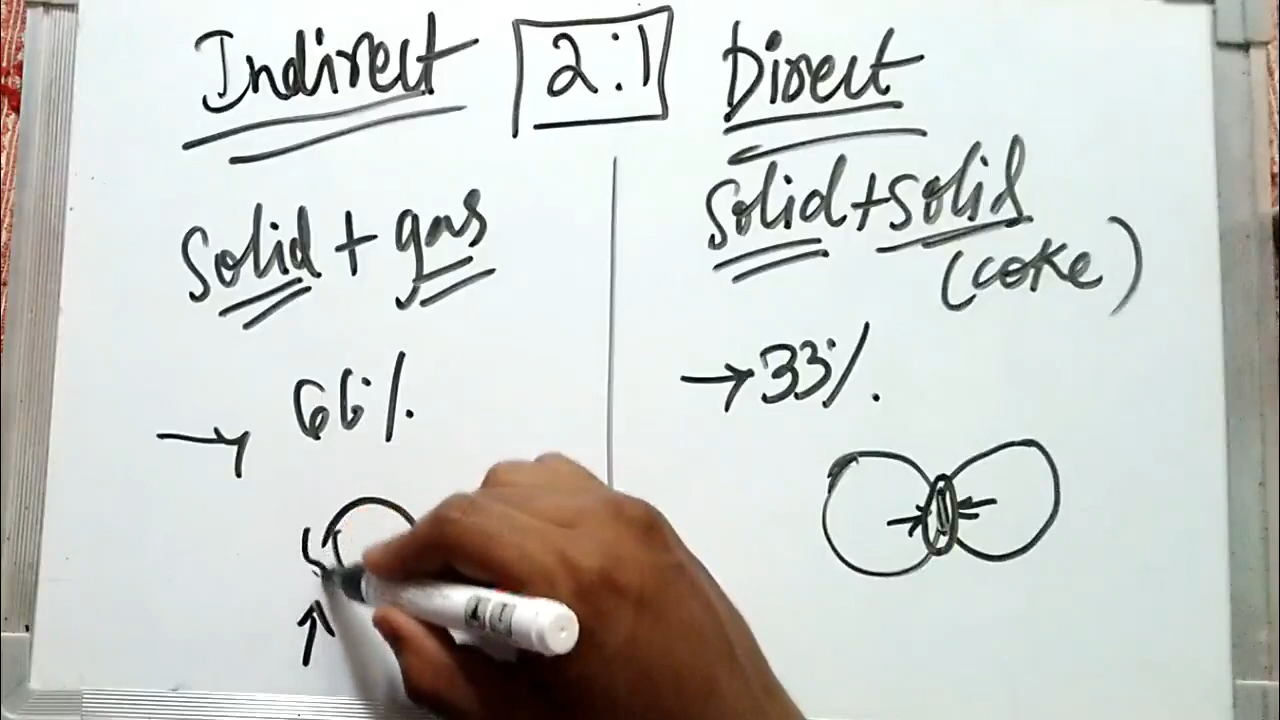 Indirect 2:1 Direct
Solid + gas
Solid + Solid
(coke)
→ 66%.
→ 33%.